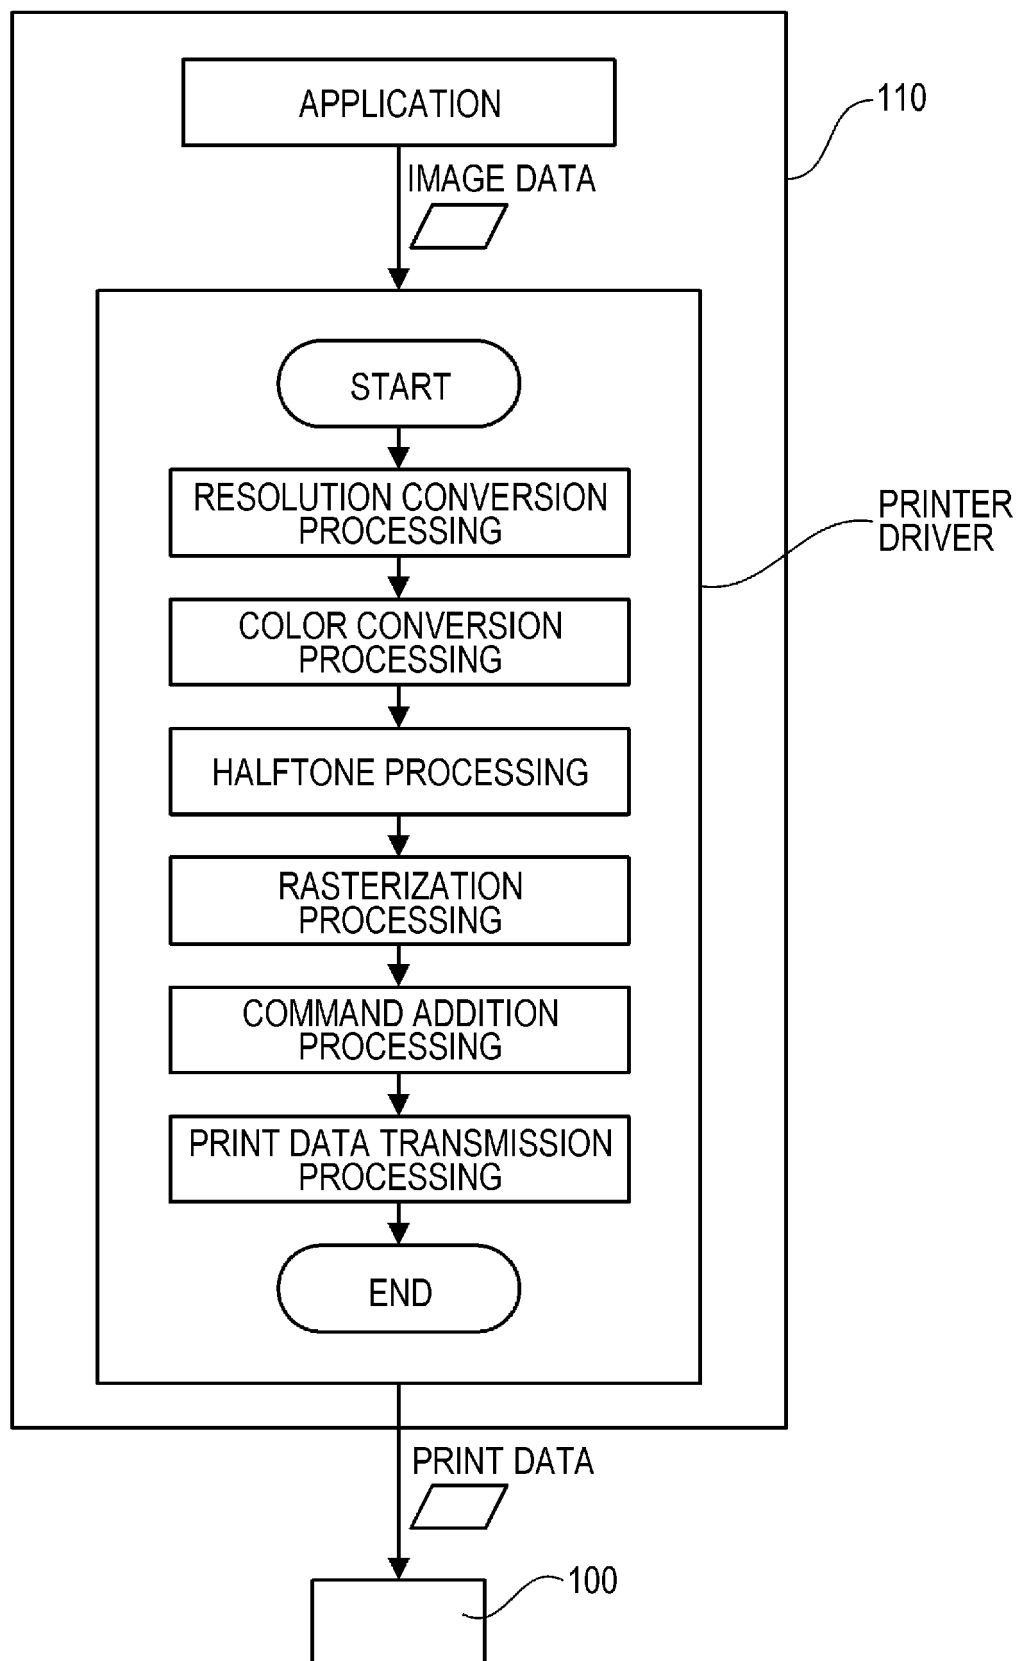 APPLICATION
110
IMAGE DATA
START
RESOLUTION CONVERSION
PROCESSING
PRINTER
DRIVER
COLOR CONVERSION
PROCESSING
HALFTONE PROCESSING
RASTERIZATION
PROCESSING
COMMAND ADDITION
PROCESSING
PRINT DATA TRANSMISSION
PROCESSING
END
PRINT DATA
100